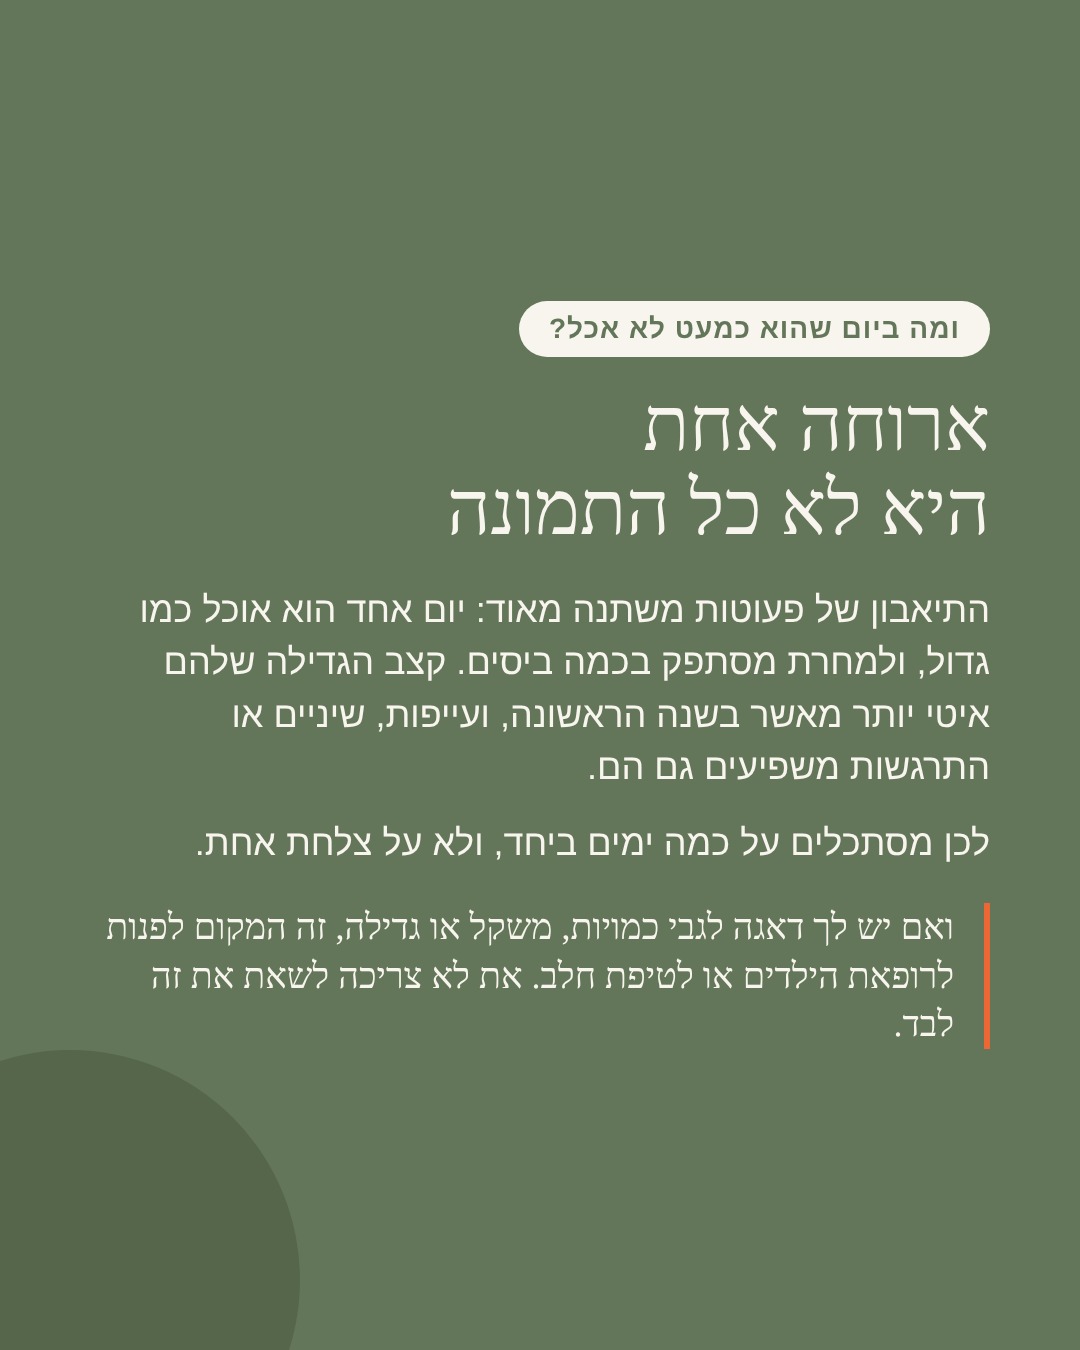 ומה ביום שהוא כמעט לא אכל?
ארוחה אחת
היא לא כל התמונה
התיאבון של פעוטות משתנה מאוד: יום אחד הוא אוכל כמו
גדול, ולמחרת מסתפק בכמה ביסים. קצב הגדילה שלהם
איטי יותר מאשר בשנה הראשונה, ועייפות, שיניים או
התרגשות משפיעים גם הם.
לכן מסתכלים על כמה ימים ביחד, ולא על צלחת אחת.
ואם יש לך דאגה לגבי כמויות, משקל או גדילה, זה המקום לפנות
לרופאת הילדים או לטיפת חלב. את לא צריכה לשאת את זה
לבד.